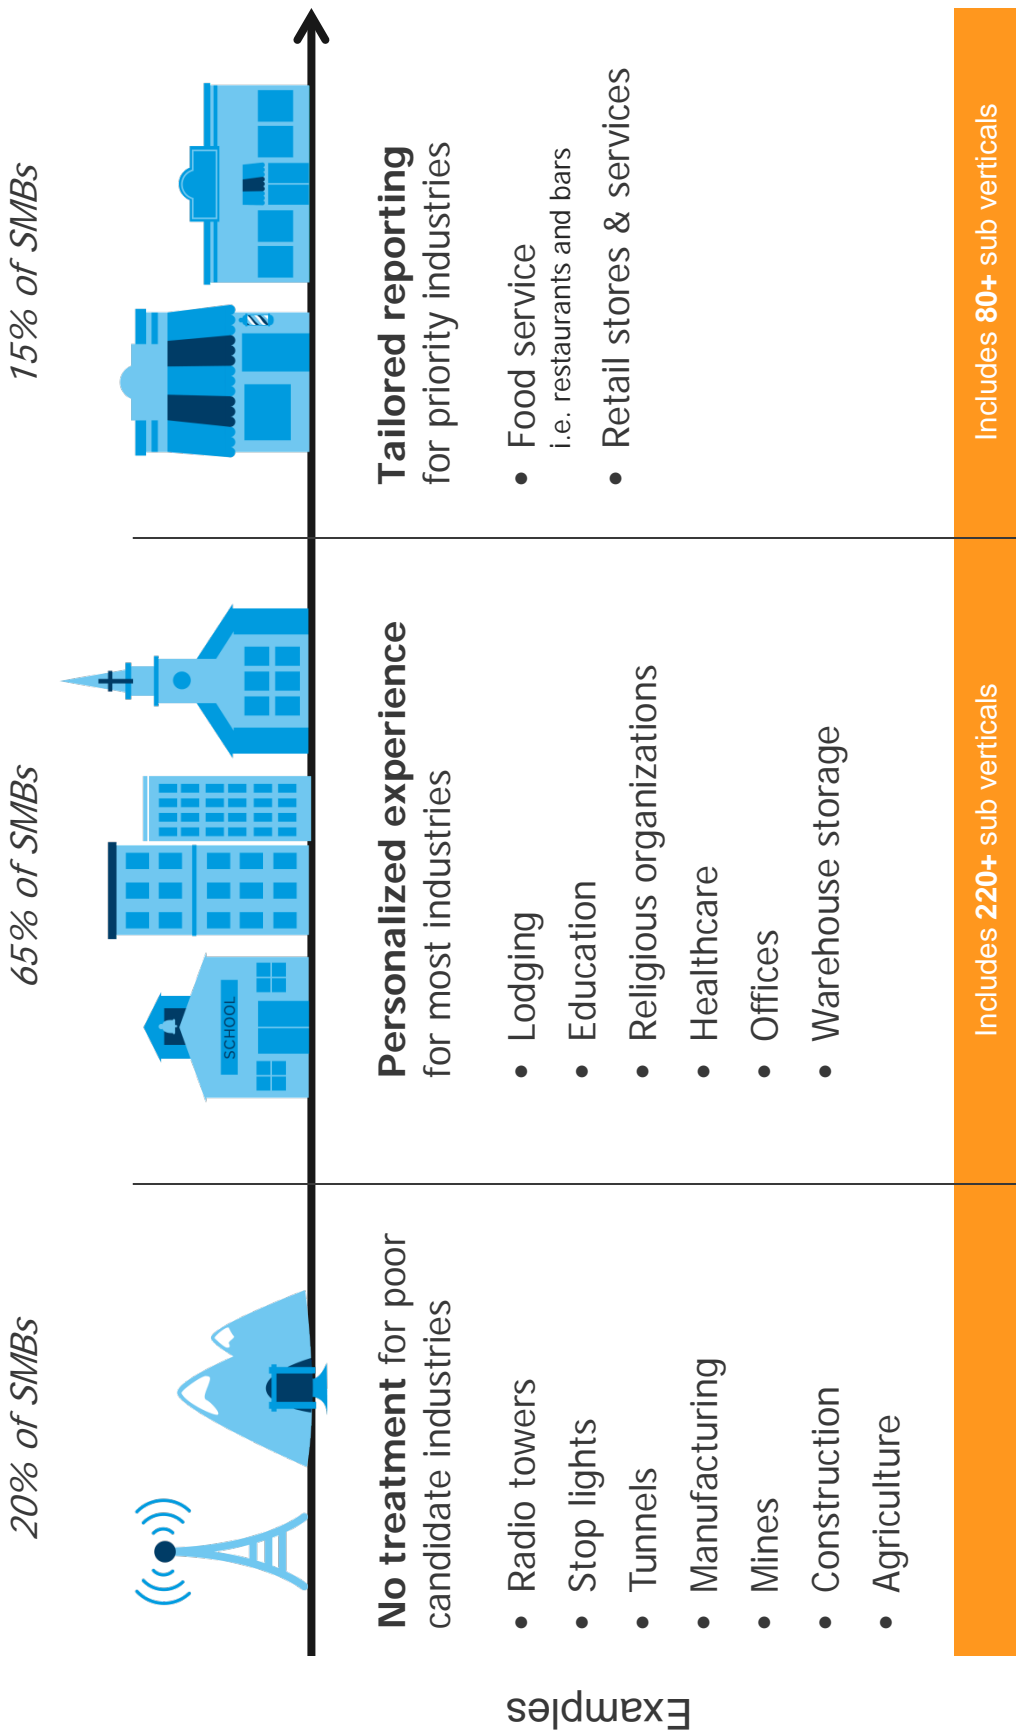 20% of SMBs
65% of SMBs
15% of SMBs
SCHOOL
Examples
No treatment for poor
candidate industries
• Radio towers
• Stop lights
• Tunnels
• Manufacturing
• Mines
• Construction
• Agriculture
Personalized experience
for most industries
• Lodging
• Education
• Religious organizations
• Healthcare
• Offices
• Warehouse storage
Tailored reporting
for priority industries
• Food service
i.e. restaurants and bars
• Retail stores & services
Includes 220+ sub verticals
Includes 80+ sub verticals